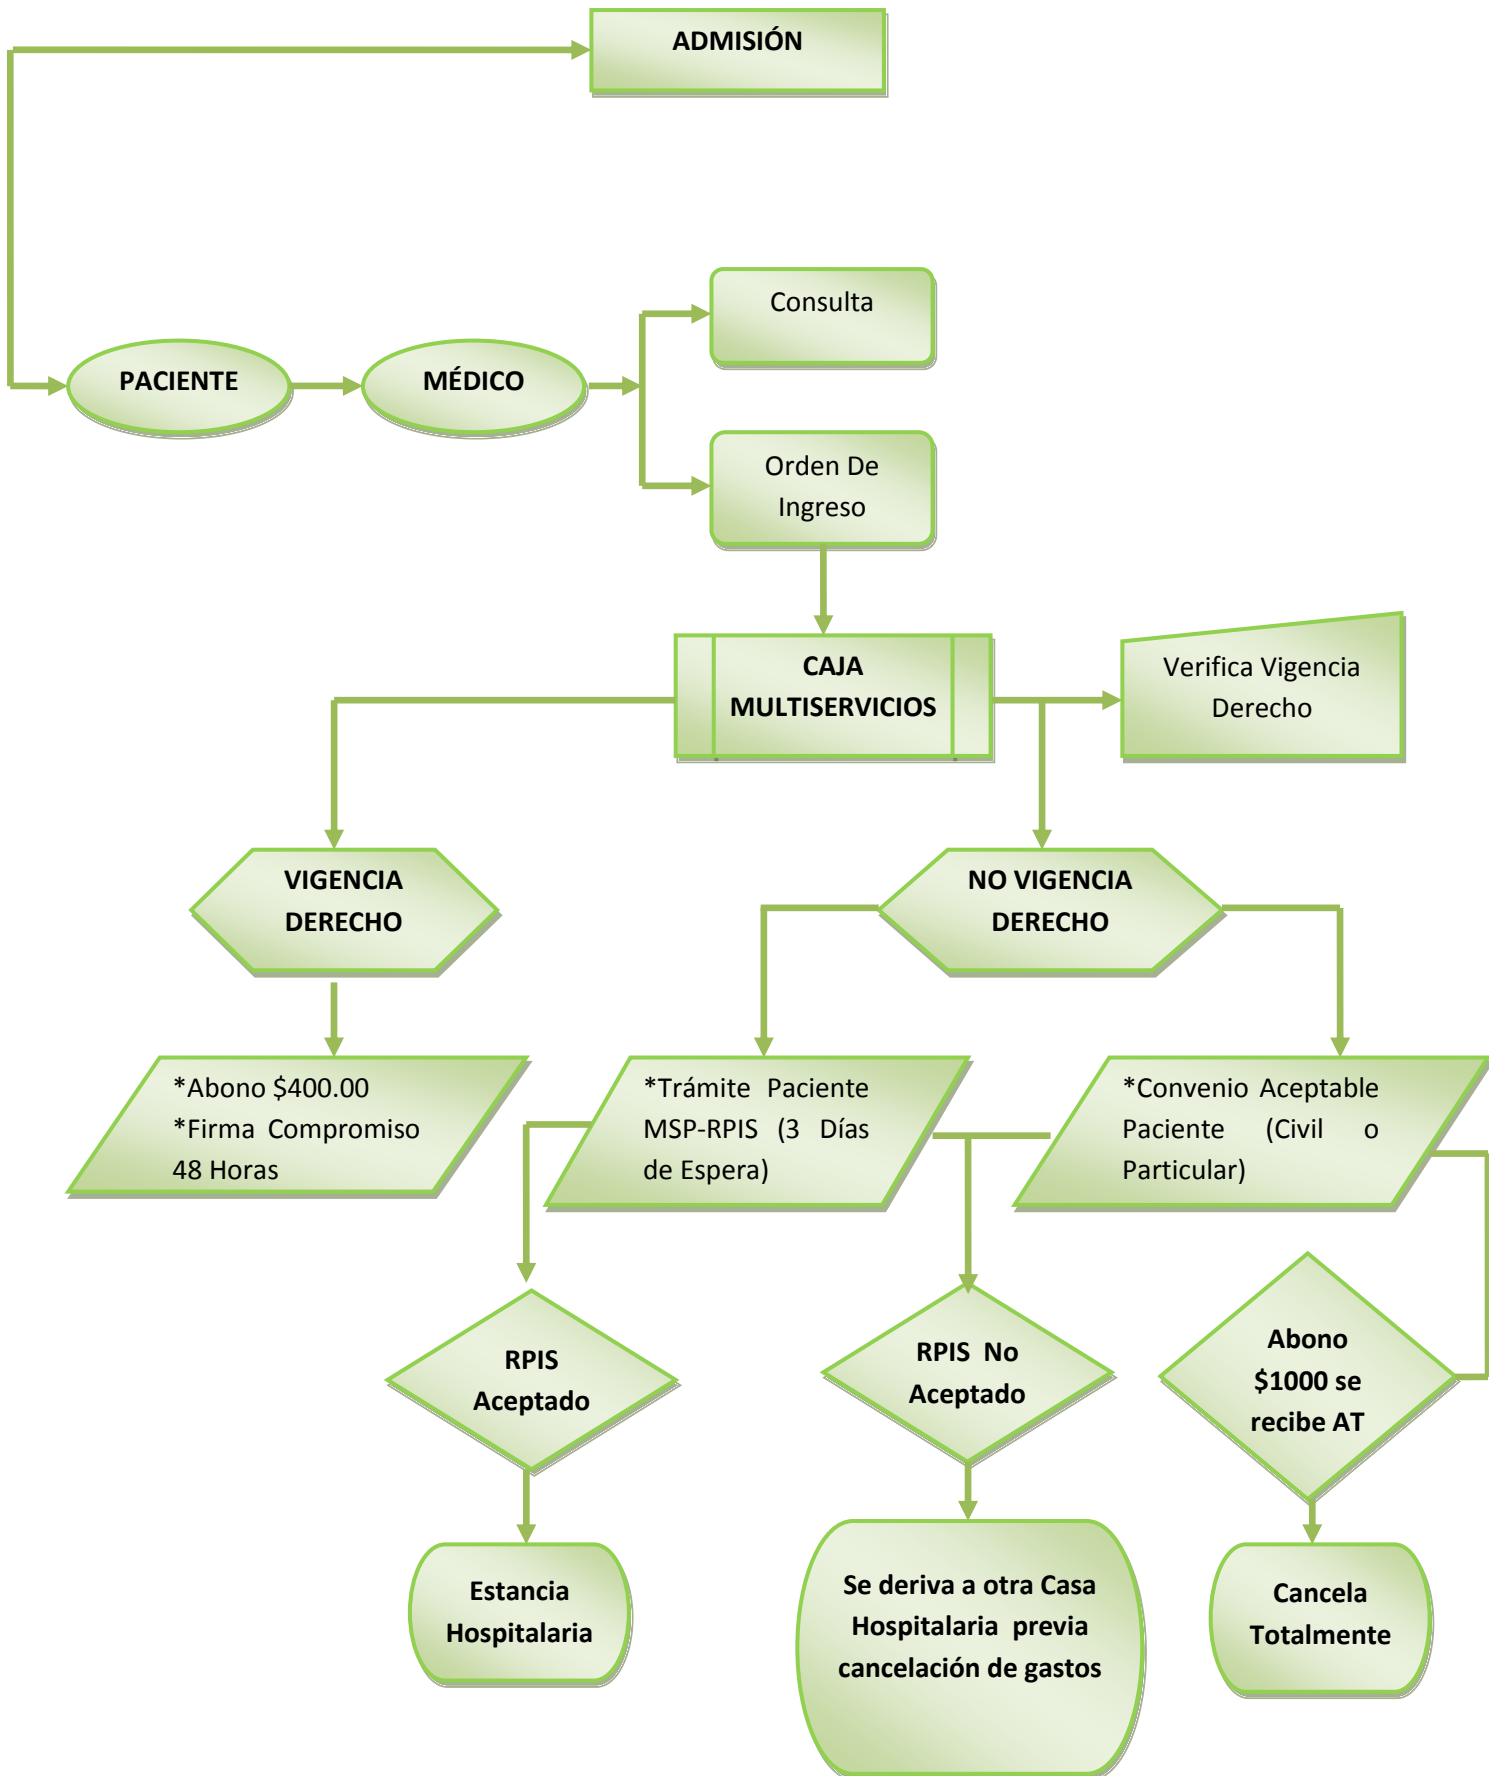 ADMISIÓN
Consulta
PACIENTE
MÉDICO
Orden De
Ingreso
CAJA
MULTISERVICIOS
Verifica Vigencia
Derecho
VIGENCIA
DERECHO
NO VIGENCIA
DERECHO
*Abono $400.00
*Firma Compromiso
48 Horas
*Trámite Paciente
MSP-RPIS (3 Días
de Espera)
*Convenio Aceptable
Paciente (Civil o
Particular)
RPIS
Aceptado
RPIS No
Aceptado
Abono
$1000 se
recibe AT
Estancia
Hospitalaria
Se deriva a otra Casa
Hospitalaria previa
cancelación de gastos
Cancela
Totalmente